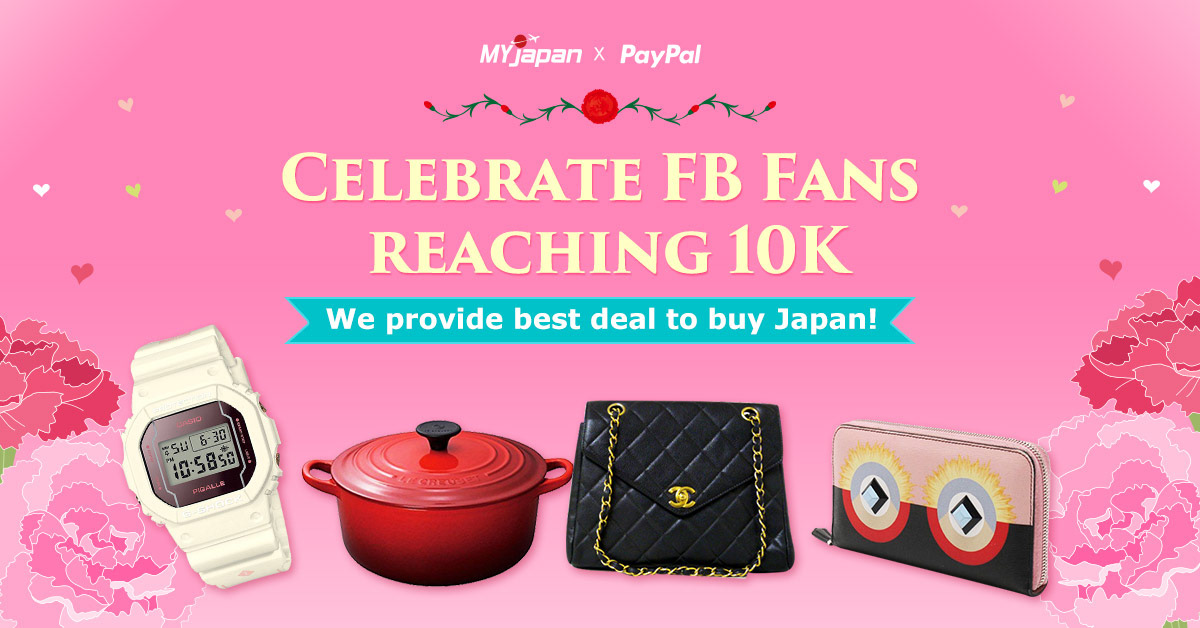 MYJapan x PayPal
CELEBRATE FB FANS
REACHING 10K
We provide best deal to buy Japan!
CASIO
SU 6-30
PM 10:58 50
PIGALLE
LE CREUSET